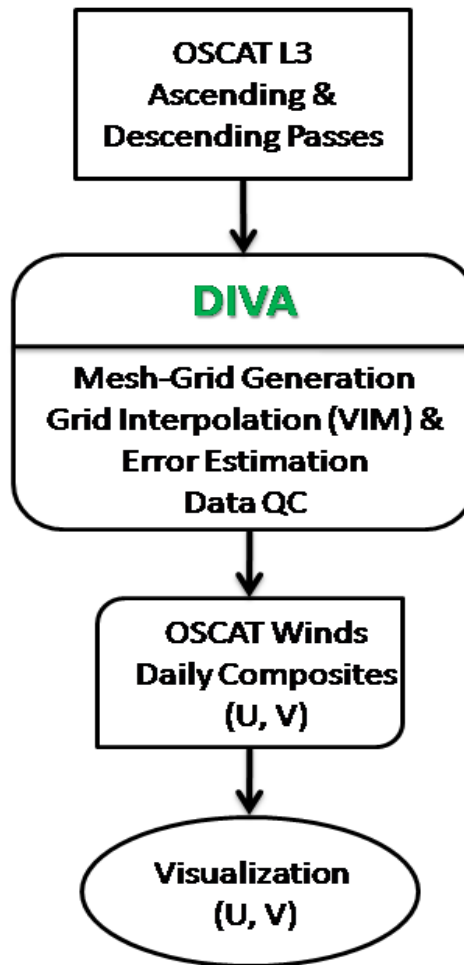 OSCAT L3
Ascending &
Descending Passes
DIVA
Mesh-Grid Generation
Grid Interpolation (VIM) &
Error Estimation
Data QC
OSCAT Winds
Daily Composites
(U, V)
Visualization
(U, V)